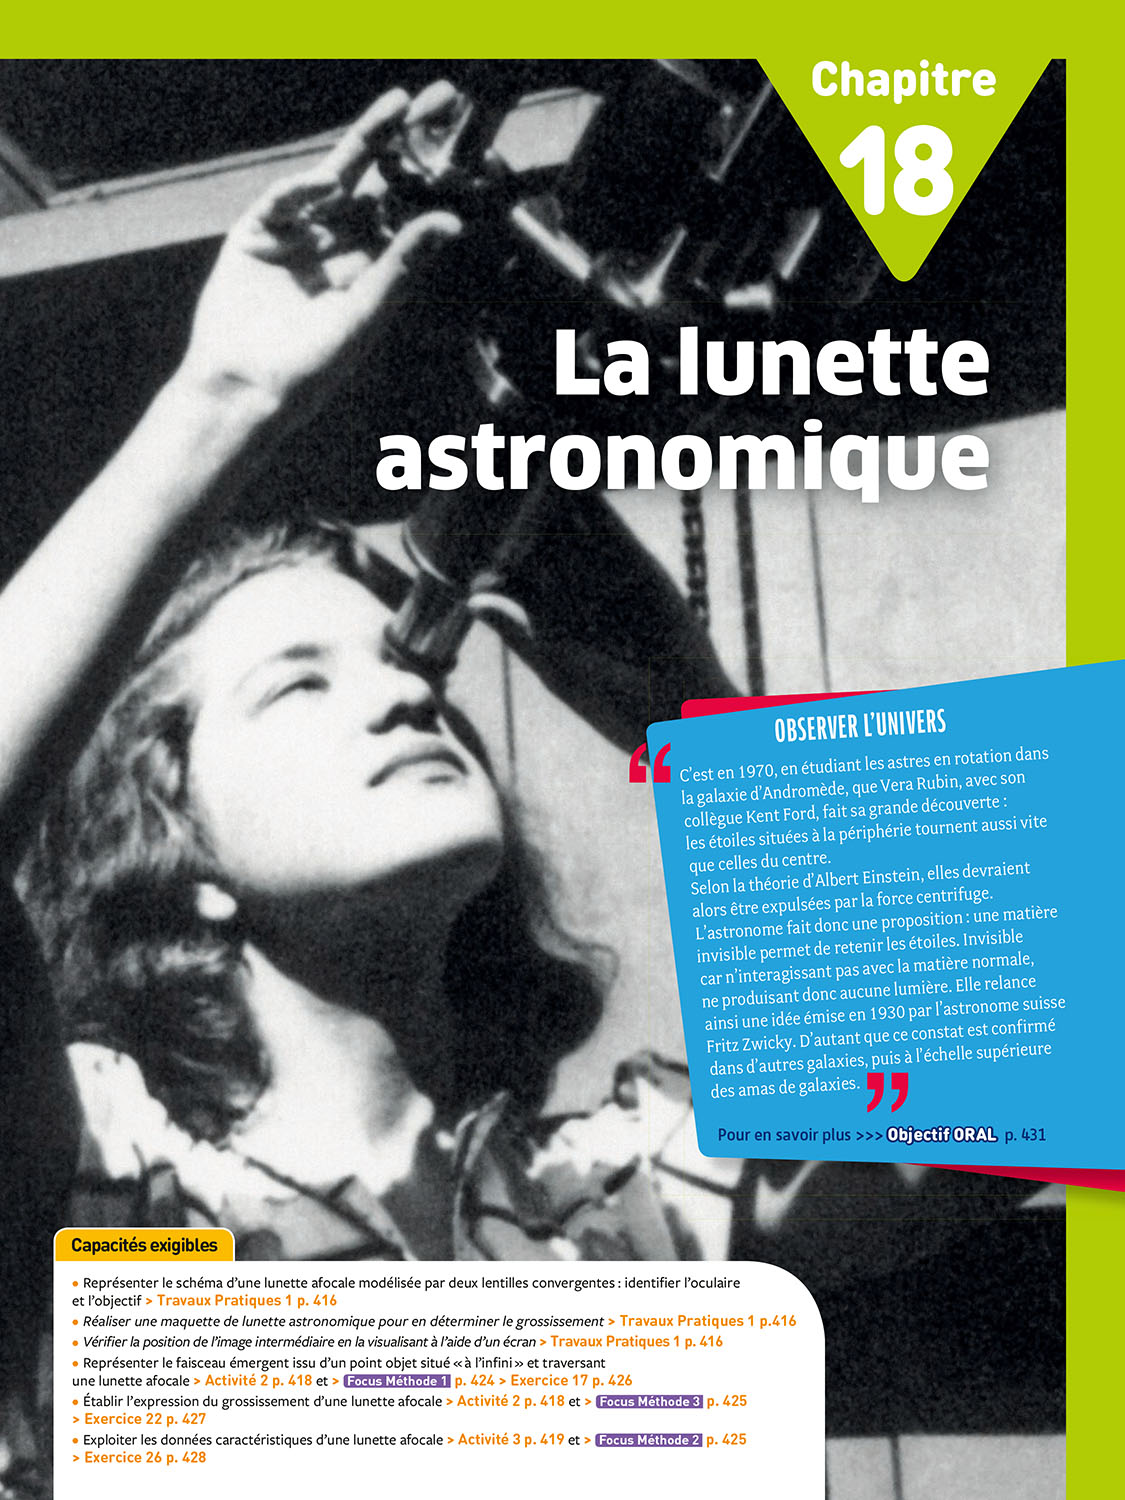 Chapitre
18
La lunette
astronomique
OBSERVER L'UNIVERS
“ C'est en 1970, en étudiant les astres en rotation dans
la galaxie d'Andromède, que Vera Rubin, avec son
collègue Kent Ford, fait sa grande découverte :
les étoiles situées à la périphérie tournent aussi vite
que celles du centre.
Selon la théorie d'Albert Einstein, elles devraient
alors être expulsées par la force centrifuge.
L'astronome fait donc une proposition : une matière
invisible permet de retenir les étoiles. Invisible
car n'interagissant pas avec la matière normale,
ne produisant donc aucune lumière. Elle relance
ainsi une idée émise en 1930 par l'astronome suisse
Fritz Zwicky. D'autant que ce constat est confirmé
dans d'autres galaxies, puis à l'échelle supérieure
des amas de galaxies. ”
Pour en savoir plus >>> Objectif ORAL p. 431
Capacités exigibles
• Représenter le schéma d'une lunette afocale modélisée par deux lentilles convergentes : identifier l'oculaire
et l'objectif > Travaux Pratiques 1 p. 416
• Réaliser une maquette de lunette astronomique pour en déterminer le grossissement > Travaux Pratiques 1 p.416
• Vérifier la position de l'image intermédiaire en la visualisant à l'aide d'un écran > Travaux Pratiques 1 p. 416
• Représenter le faisceau émergent issu d'un point objet situé « à l'infini » et traversant
une lunette afocale > Activité 2 p. 418 et > Focus Méthode 1 p. 424 > Exercice 17 p. 426
• Établir l'expression du grossissement d'une lunette afocale > Activité 2 p. 418 et > Focus Méthode 3 p. 425
> Exercice 22 p. 427
• Exploiter les données caractéristiques d'une lunette afocale > Activité 3 p. 419 et > Focus Méthode 2 p. 425
> Exercice 26 p. 428